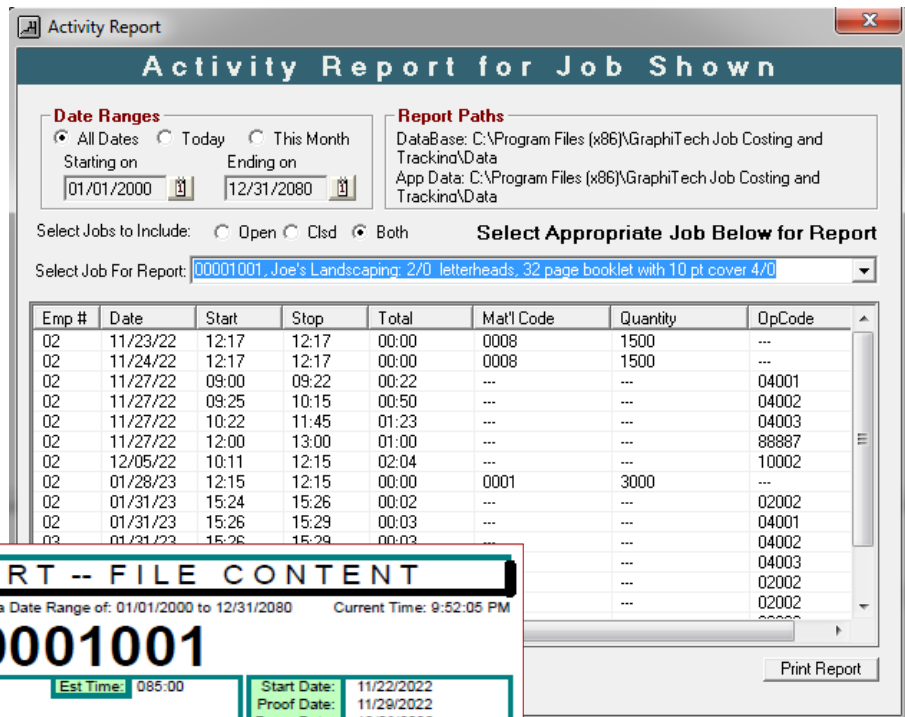 Activity Report
Activity Report for Job Shown
Date Ranges
All Dates Today This Month
Starting on Ending on
01/01/2000 12/31/2080
Report Paths
DataBase: C:\Program Files (x86)\GraphiTech Job Costing and
Tracking\Data
App Data: C:\Program Files (x86)\GraphiTech Job Costing and
Tracking\Data
Select Jobs to Include: Open Clsd Both Select Appropriate Job Below for Report
Select Job For Report: 00001001, Joe's Landscaping: 2/0 letterheads, 32 page booklet with 10 pt cover 4/0
Emp # Date Start Stop Total Mat'l Code Quantity OpCode
02 11/23/22 12:17 12:17 00:00 0008 1500 ---
02 11/24/22 12:17 12:17 00:00 0008 1500 ---
02 11/27/22 09:00 09:22 00:22 --- --- 04001
02 11/27/22 09:25 10:15 00:50 --- --- 04002
02 11/27/22 10:22 11:45 01:23 --- --- 04003
02 11/27/22 12:00 13:00 01:00 --- --- 88887
02 12/05/22 10:11 12:15 02:04 --- --- 10002
02 01/28/23 12:15 12:15 00:00 0001 3000 ---
02 01/31/23 15:24 15:26 00:02 --- --- 02002
02 01/31/23 15:26 15:29 00:03 --- --- 04001
03 01/31/23 15:26 15:29 00:03 --- --- 04002
--- 04003
--- 02002
--- 02002
Print Report
RT -- FILE CONTENT
a Date Range of: 01/01/2000 to 12/31/2080 Current Time: 9:52:05 PM
0001001
Est Time: 085:00 Start Date: 11/22/2022
Proof Date: 11/29/2022